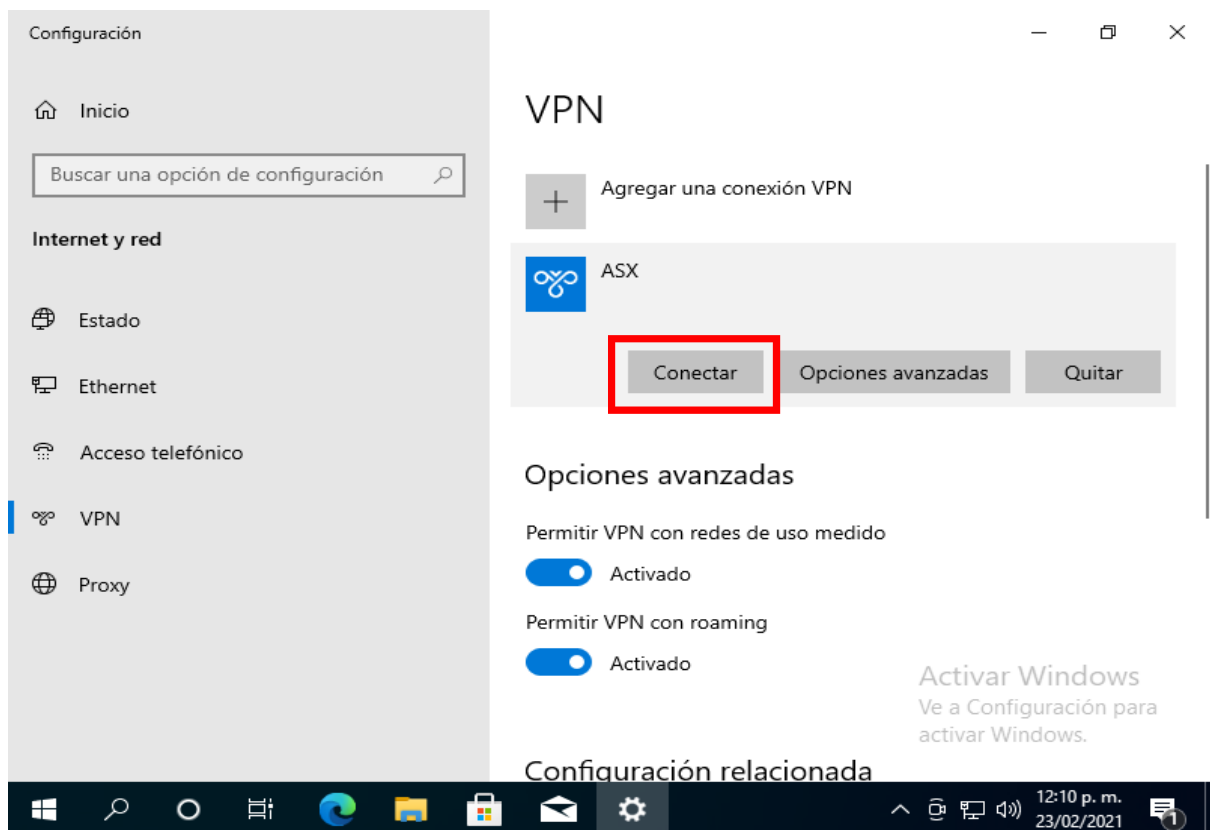 Configuración
Inicio
Buscar una opción de configuración
Internet y red
Estado
Ethernet
Acceso telefónico
VPN
Proxy
VPN
Agregar una conexión VPN
ASX
Conectar
Opciones avanzadas
Quitar
Opciones avanzadas
Permitir VPN con redes de uso medido
Activado
Permitir VPN con roaming
Activado
Configuración relacionada
Activar Windows
Ve a Configuración para
activar Windows.
12:10 p. m.
23/02/2021
1